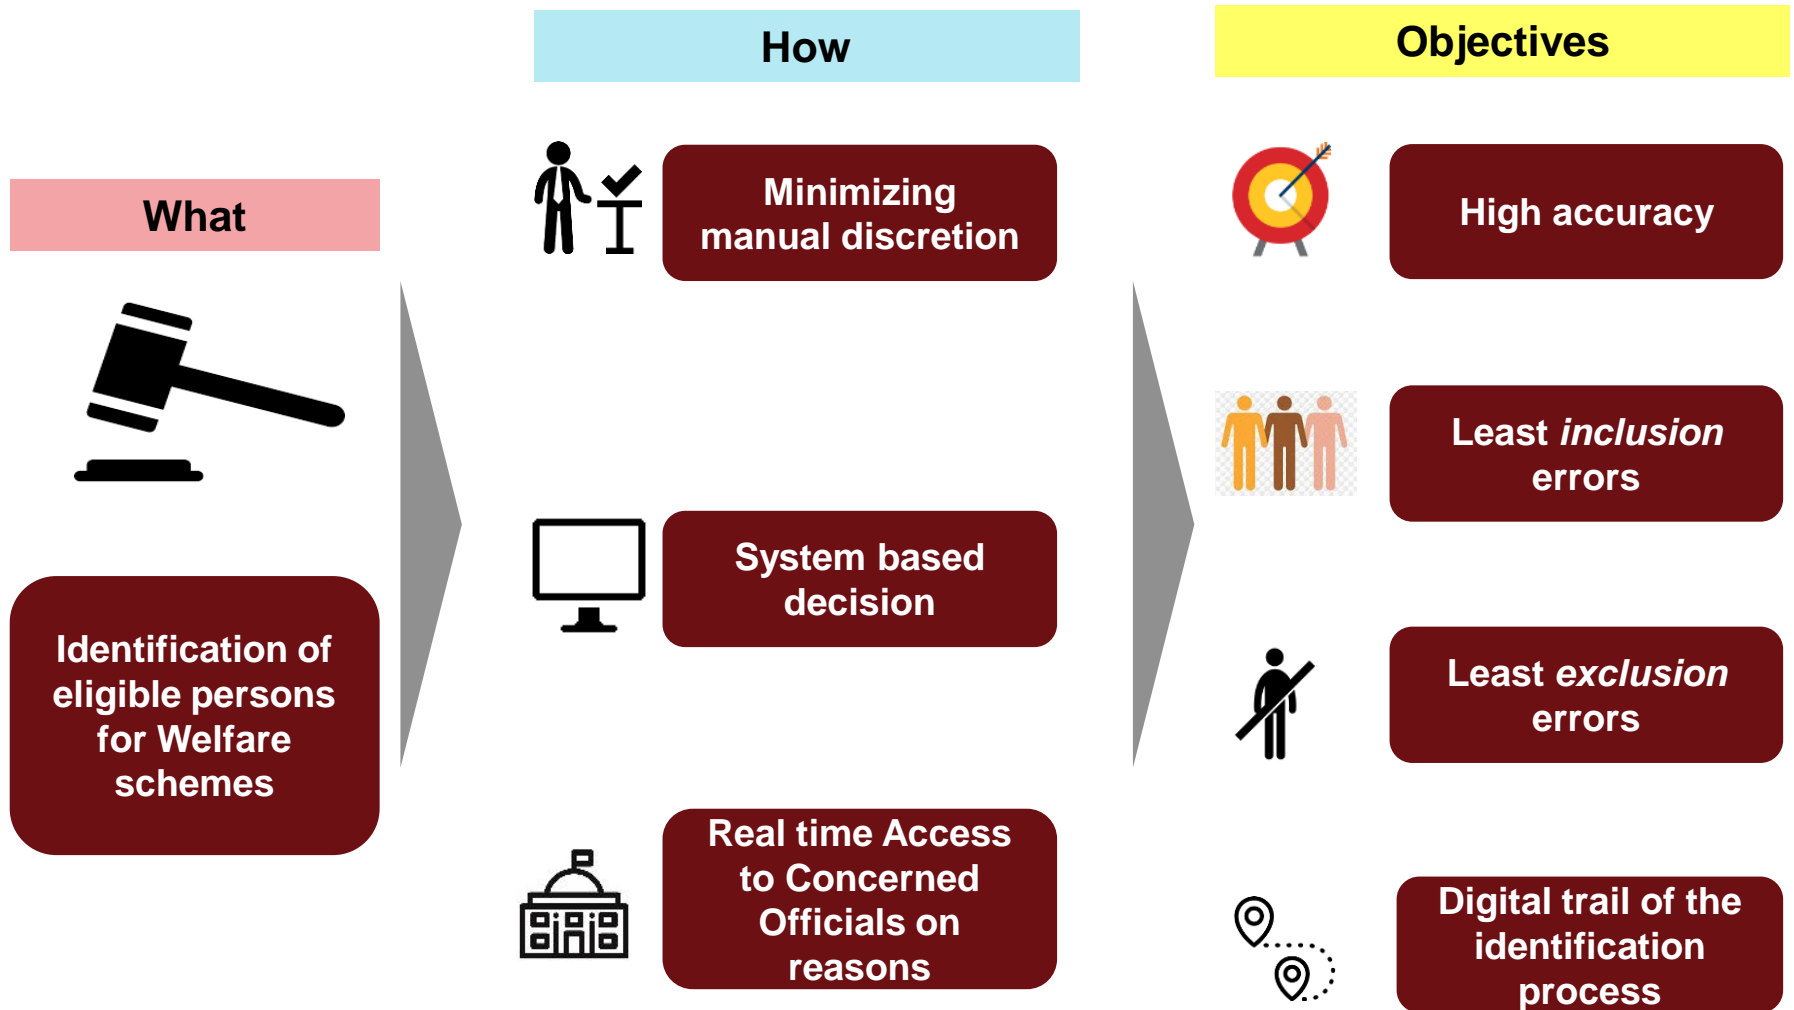 What
Identification of
eligible persons
for Welfare
schemes
How
Minimizing
manual discretion
System based
decision
Real time Access
to Concerned
Officials on
reasons
Objectives
High accuracy
Least inclusion
errors
Least exclusion
errors
Digital trail of the
identification
process